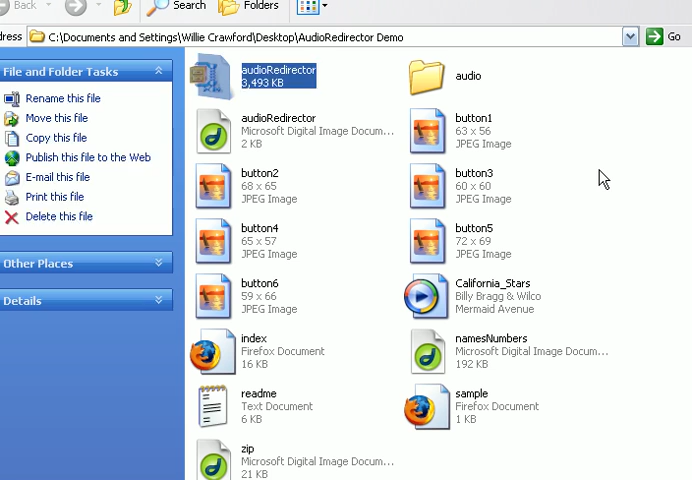 Back Search Folders
dress C:\Documents and Settings\Willie Crawford\Desktop\AudioRedirector Demo Go
File and Folder Tasks
Rename this file
Move this file
Copy this file
Publish this file to the Web
E-mail this file
Print this file
Delete this file
Other Places
Details
audioRedirector
3,493 KB
audio
audioRedirector
Microsoft Digital Image Docum...
2 KB
button1
63 x 56
JPEG Image
button2
68 x 65
JPEG Image
button3
60 x 60
JPEG Image
button4
65 x 57
JPEG Image
button5
72 x 69
JPEG Image
button6
59 x 66
JPEG Image
California_Stars
Billy Bragg & Wilco
Mermaid Avenue
index
Firefox Document
16 KB
namesNumbers
Microsoft Digital Image Docum...
192 KB
readme
Text Document
6 KB
sample
Firefox Document
1 KB
zip
Microsoft Digital Image Docum...
21 KB